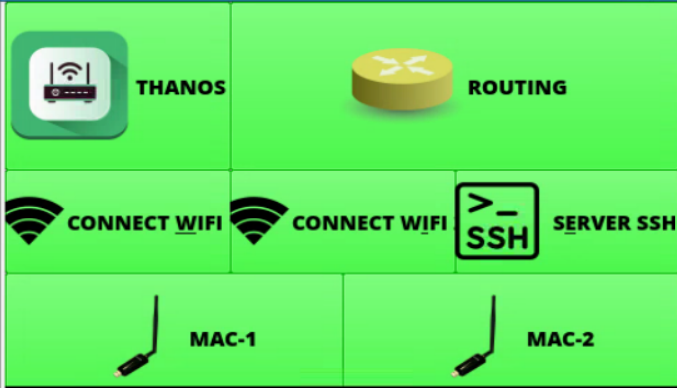 THANOS
ROUTING
CONNECT WIFI
CONNECT WIFI
>_
SSH
SERVER SSH
MAC-1
MAC-2